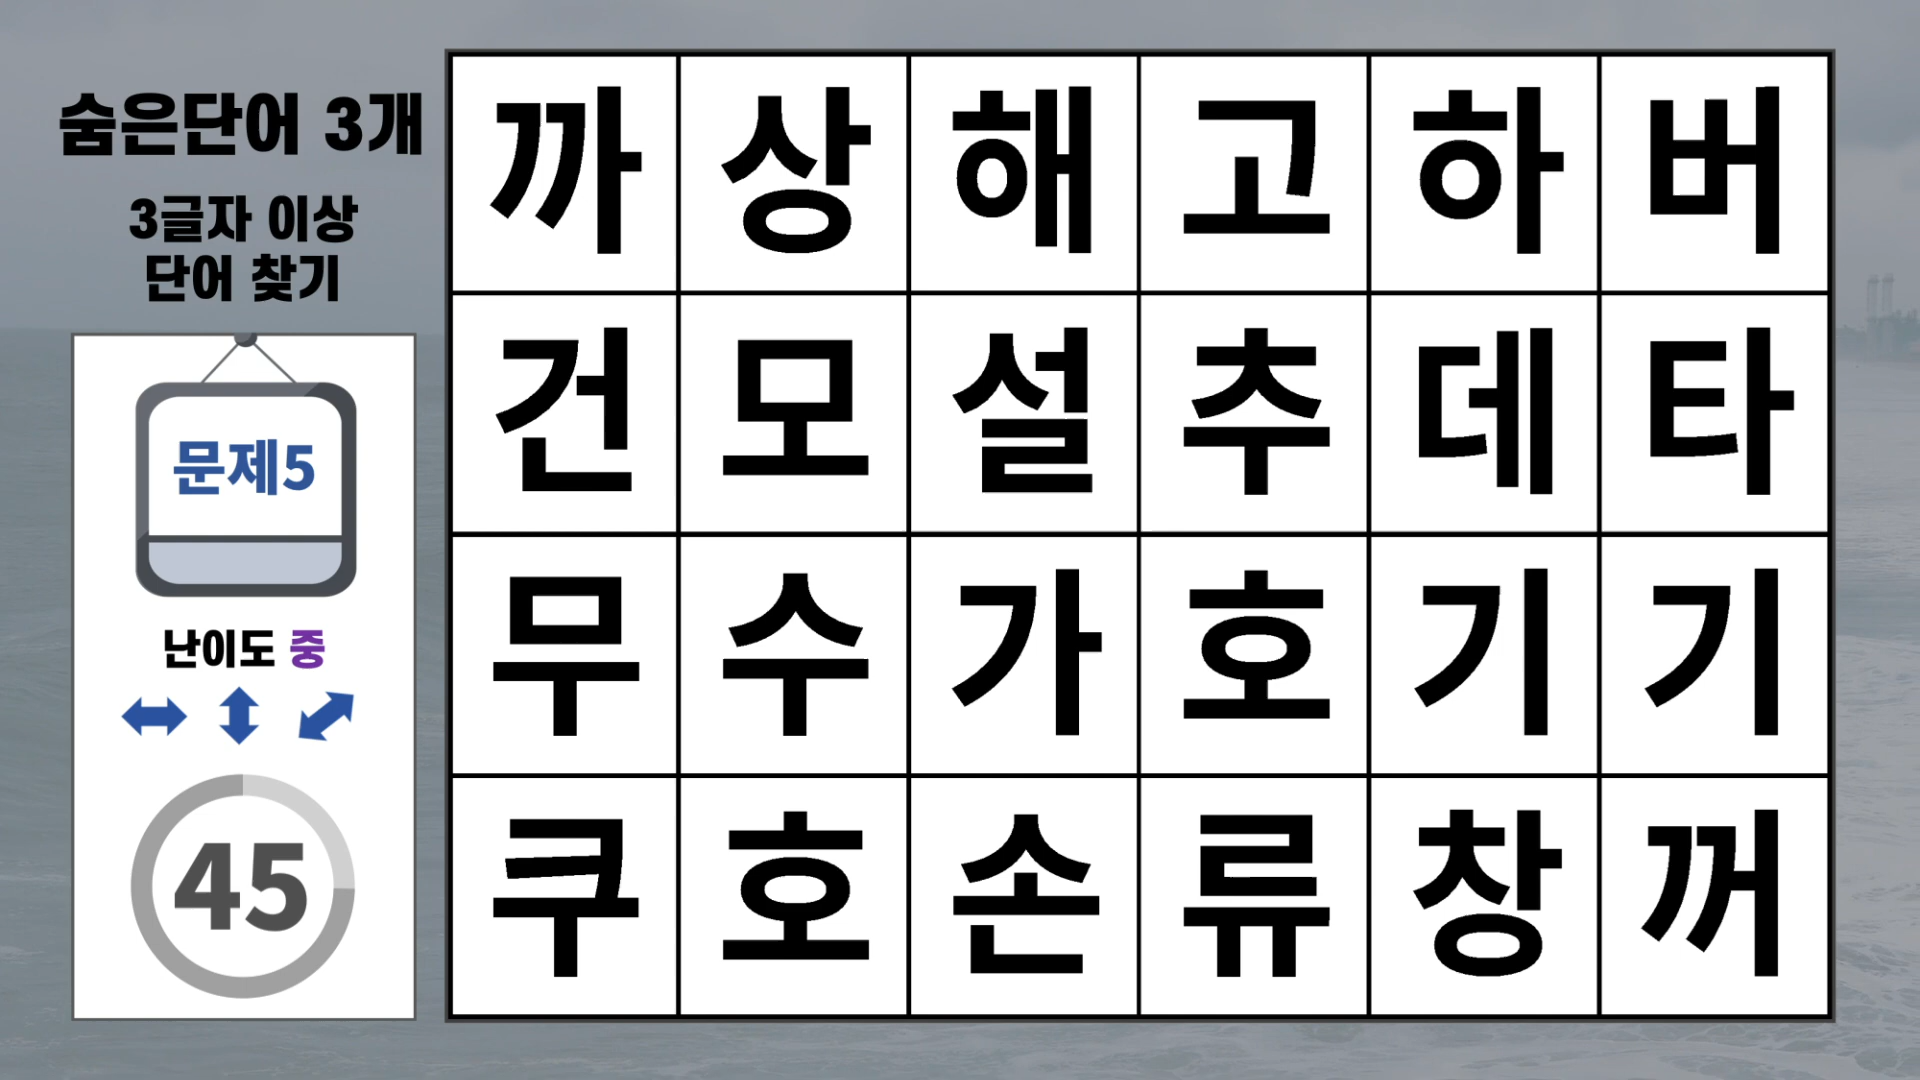 숨은단어 3개
3글자 이상
단어 찾기
문제5
난이도 중
45
까 상 해 고 하 버
건 모 설 추 데 타
무 수 가 호 기 기
쿠 호 손 류 창 꺼